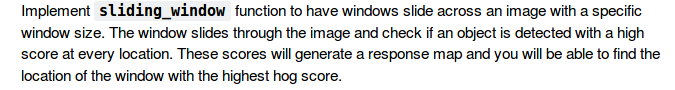 Implement sliding_window function to have windows slide across an image with a specific
window size. The window slides through the image and check if an object is detected with a high
score at every location. These scores will generate a response map and you will be able to find the
location of the window with the highest hog score.